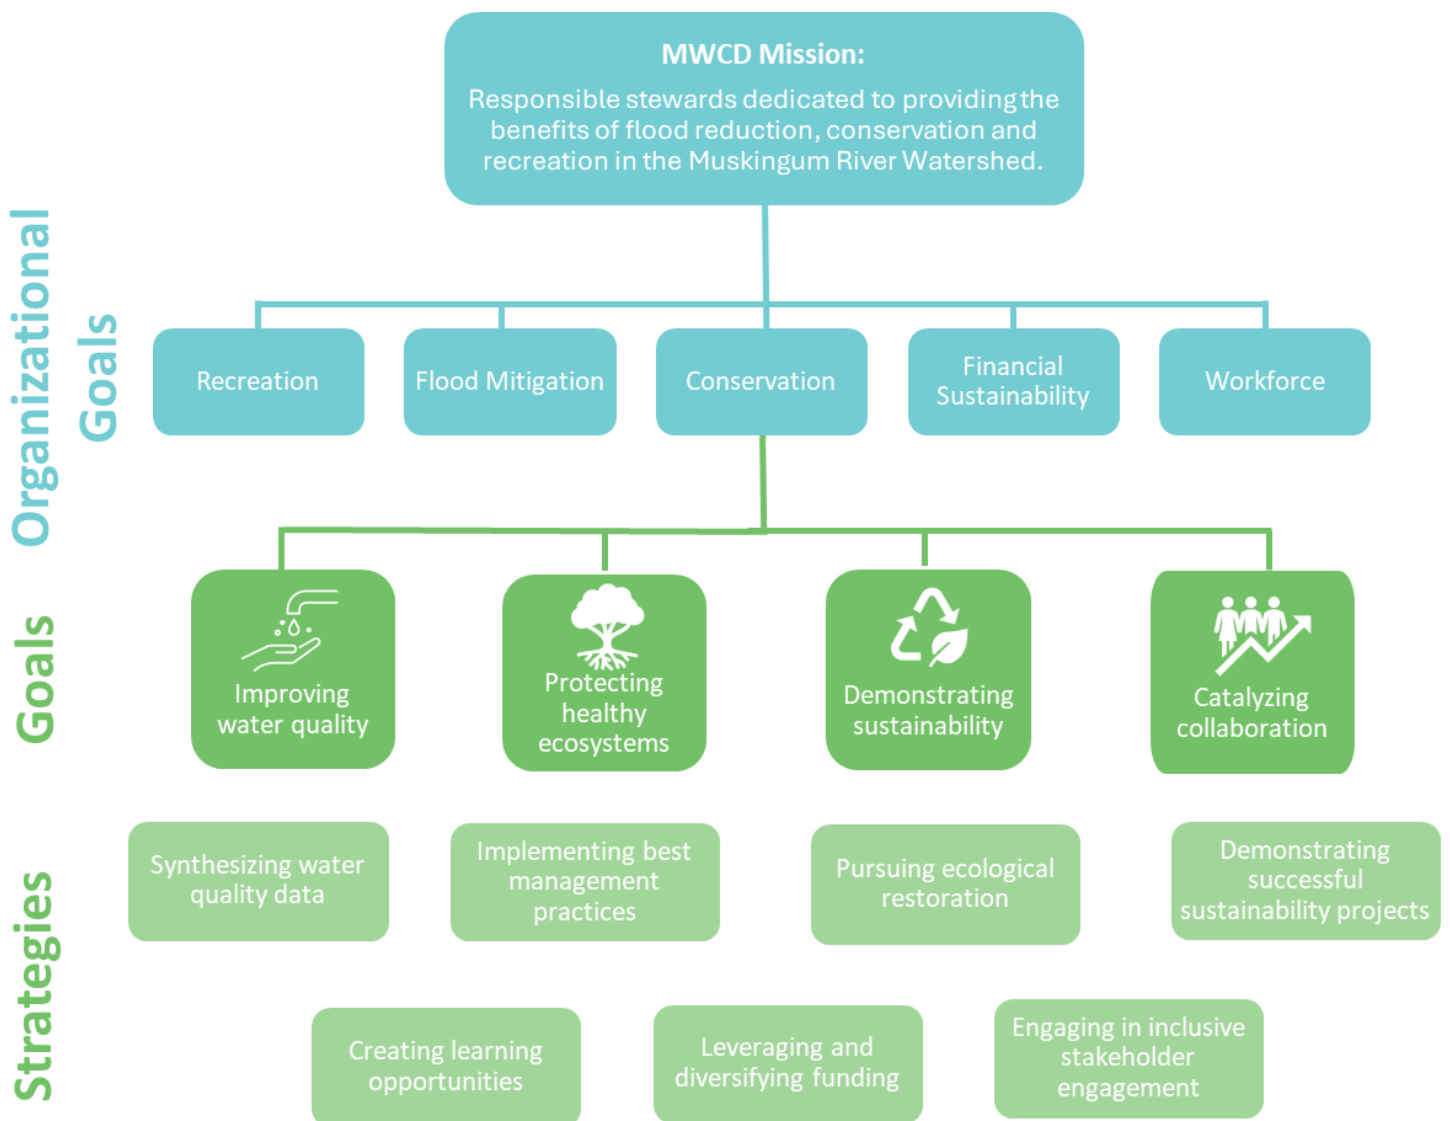 MWCD Mission:
Responsible stewards dedicated to providing the
benefits of flood reduction, conservation and
recreation in the Muskingum River Watershed.
Organizational
Goals
Recreation
Flood Mitigation
Conservation
Financial
Sustainability
Workforce
Goals
Improving
water quality
Protecting
healthy
ecosystems
Demonstrating
sustainability
Catalyzing
collaboration
Strategies
Synthesizing water
quality data
Implementing best
management
practices
Pursuing ecological
restoration
Demonstrating
successful
sustainability projects
Creating learning
opportunities
Leveraging and
diversifying funding
Engaging in inclusive
stakeholder
engagement